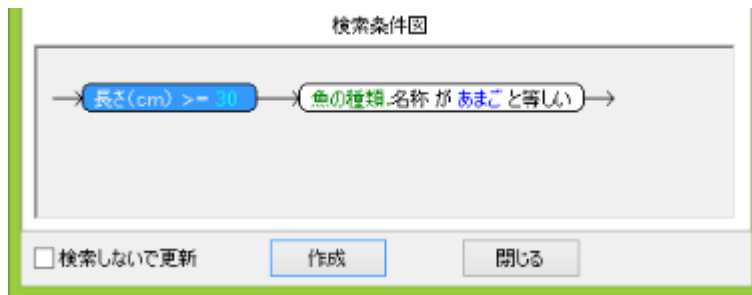 検索条件図
長さ(cm) >= 30 魚の種類.名称 が あまご と等しい
検索しないで更新 作成 閉じる